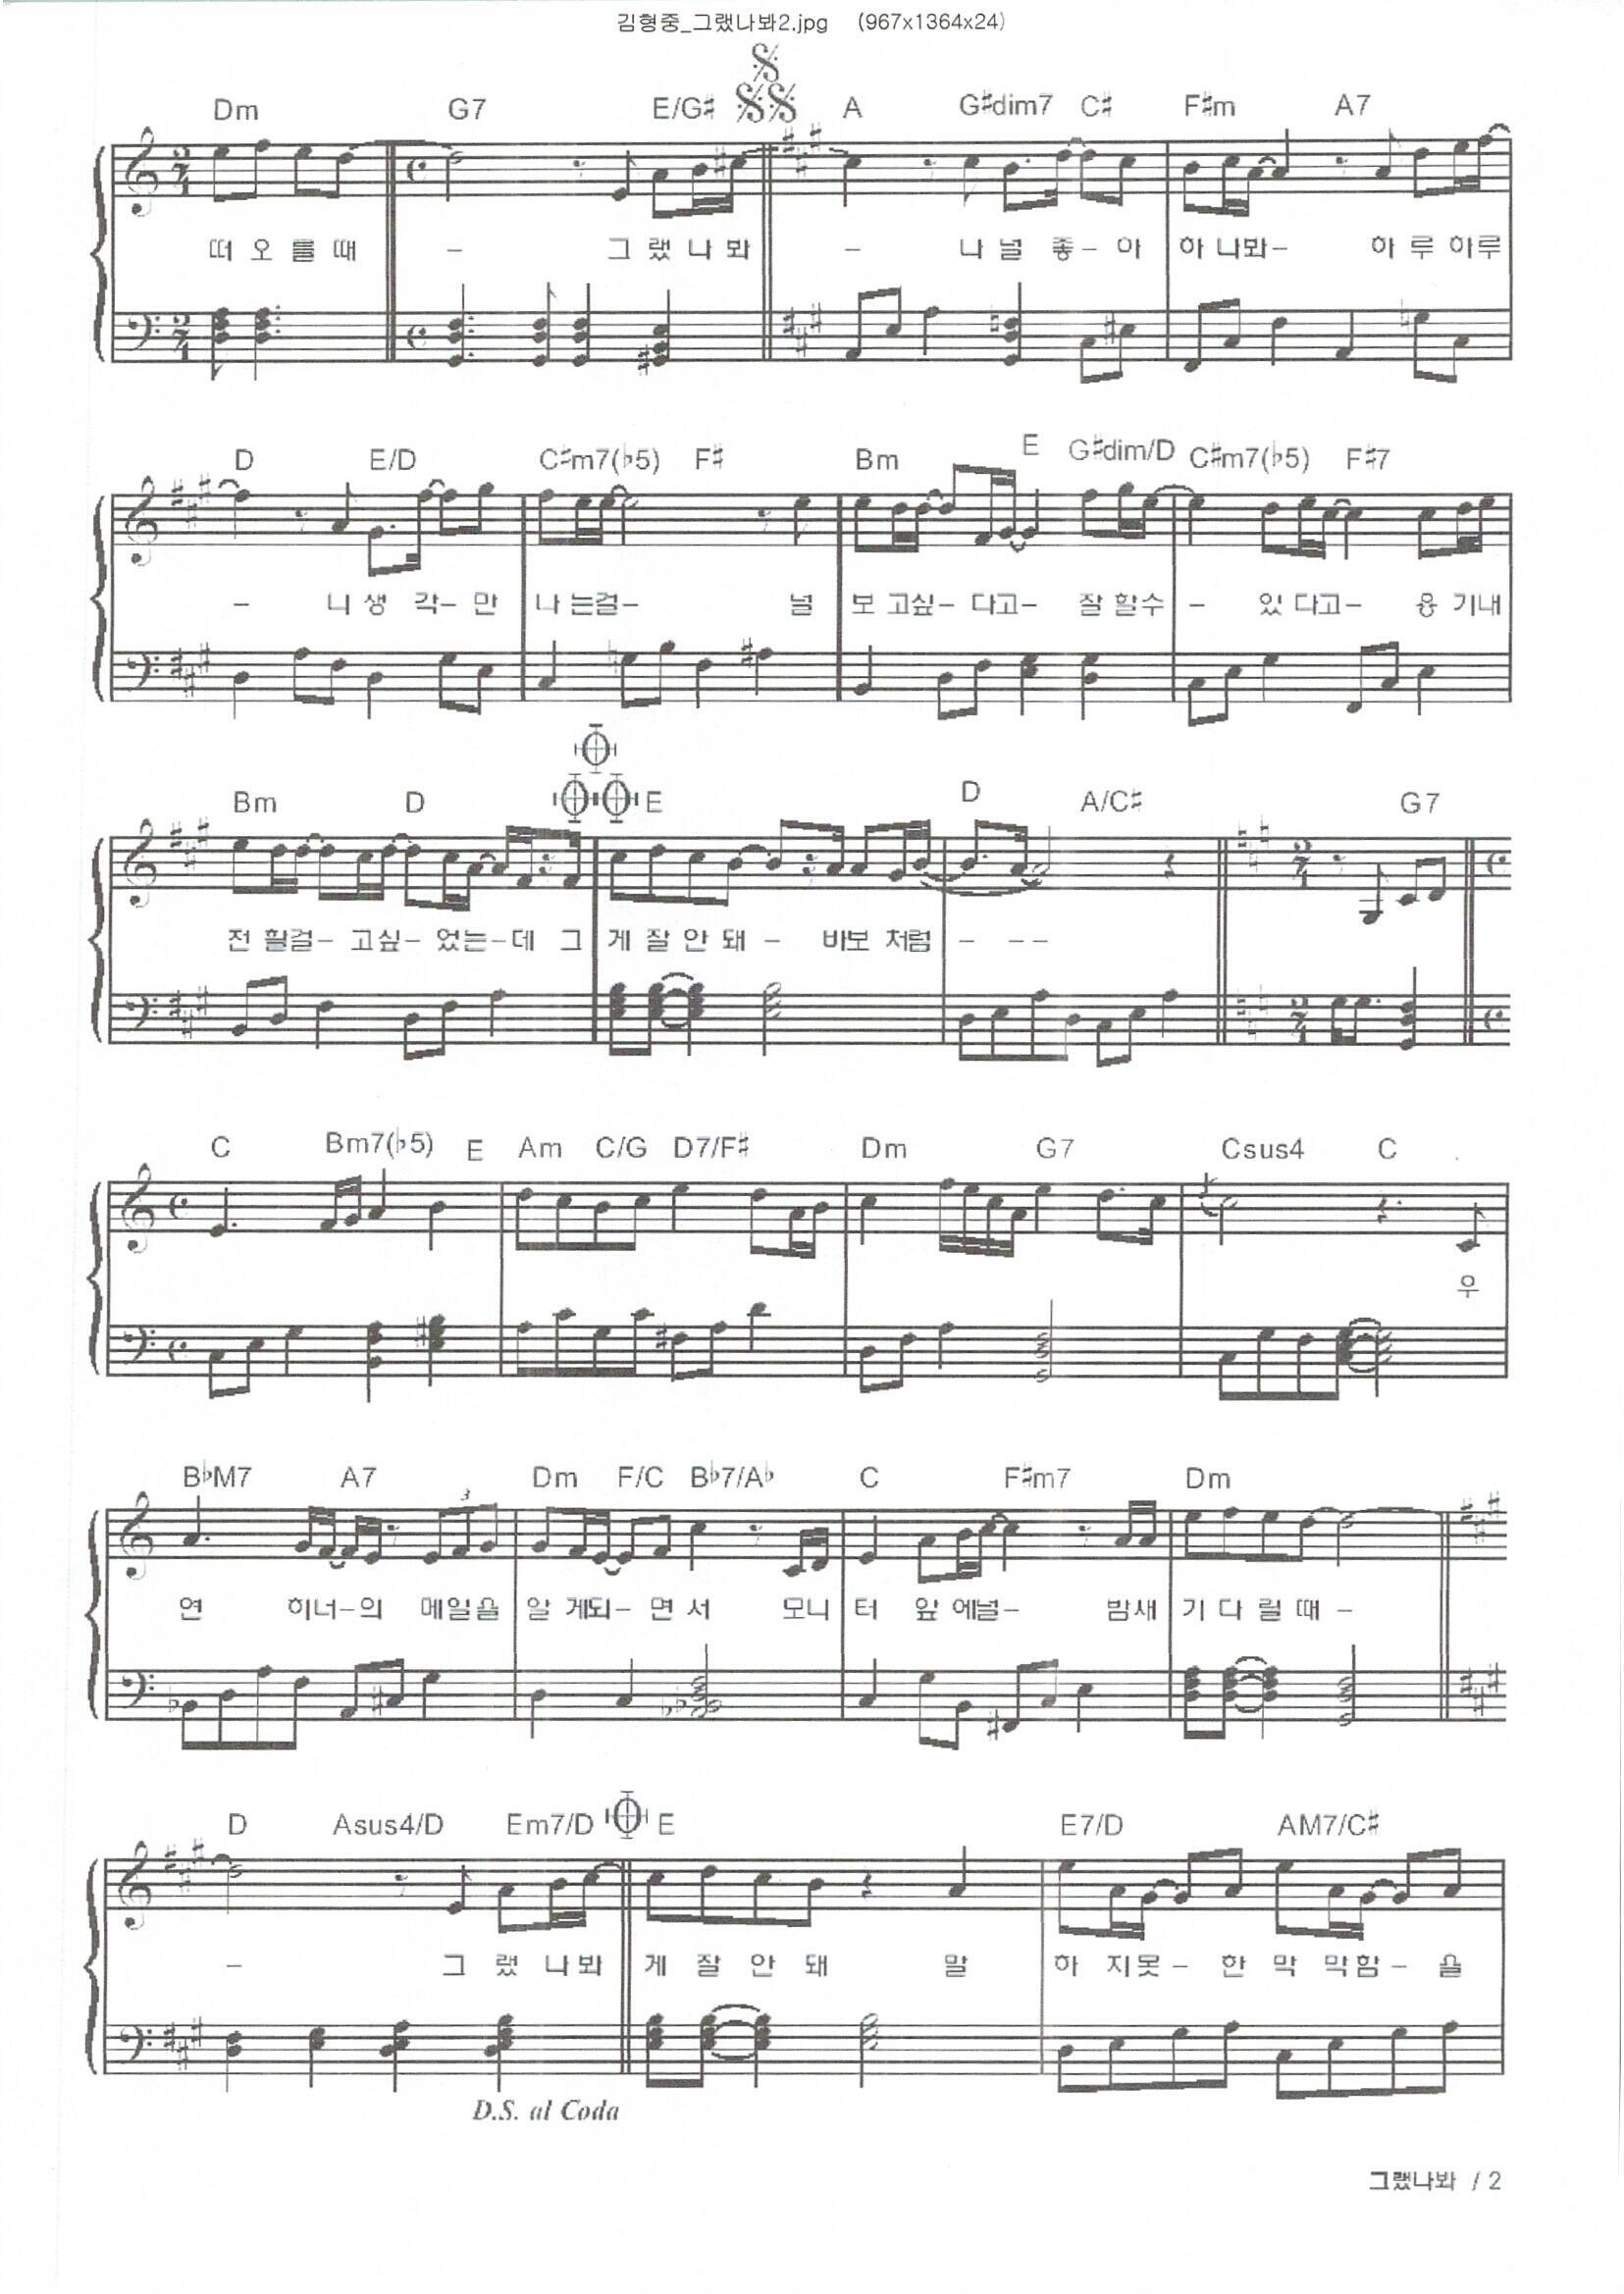 김형중_그랬나봐2.jpg (967x1364x24)
Dm G7 E/G♯ A G♯dim7 C♯ F♯m A7
떠 오 를 때 - 그 랬 나 봐 - 나 널 좋 - 아 하 나봐 - 하 루 하루
D E/D C♯m7(♭5) F♯ Bm E G♯dim/D C♯m7(♭5) F♯7
- 니 생 각 - 만 나 는걸 - 널 보 고싶 - 다고 - 잘 할수 - 있 다고 - 용 기내
Bm D E D A/C♯ G7
전 할걸 - 고싶 - 었는 - 데 그 게 잘 안 돼 - 바보 처럼 - - -
C Bm7(♭5) E Am C/G D7/F♯ Dm G7 Csus4 C
우
B♭M7 A7 Dm F/C B♭7/A♭ C F♯m7 Dm
3
연 히너 - 의 메일을 알 게되 - 면 서 모니 터 앞 에널 - 밤새 기 다 릴 때 -
D Asus4/D Em7/D E E7/D AM7/C♯
- 그 랬 나 봐 게 잘 안 돼 말 하 지못 - 한 막 막함 - 을
D.S. al Coda
그랬나봐 / 2